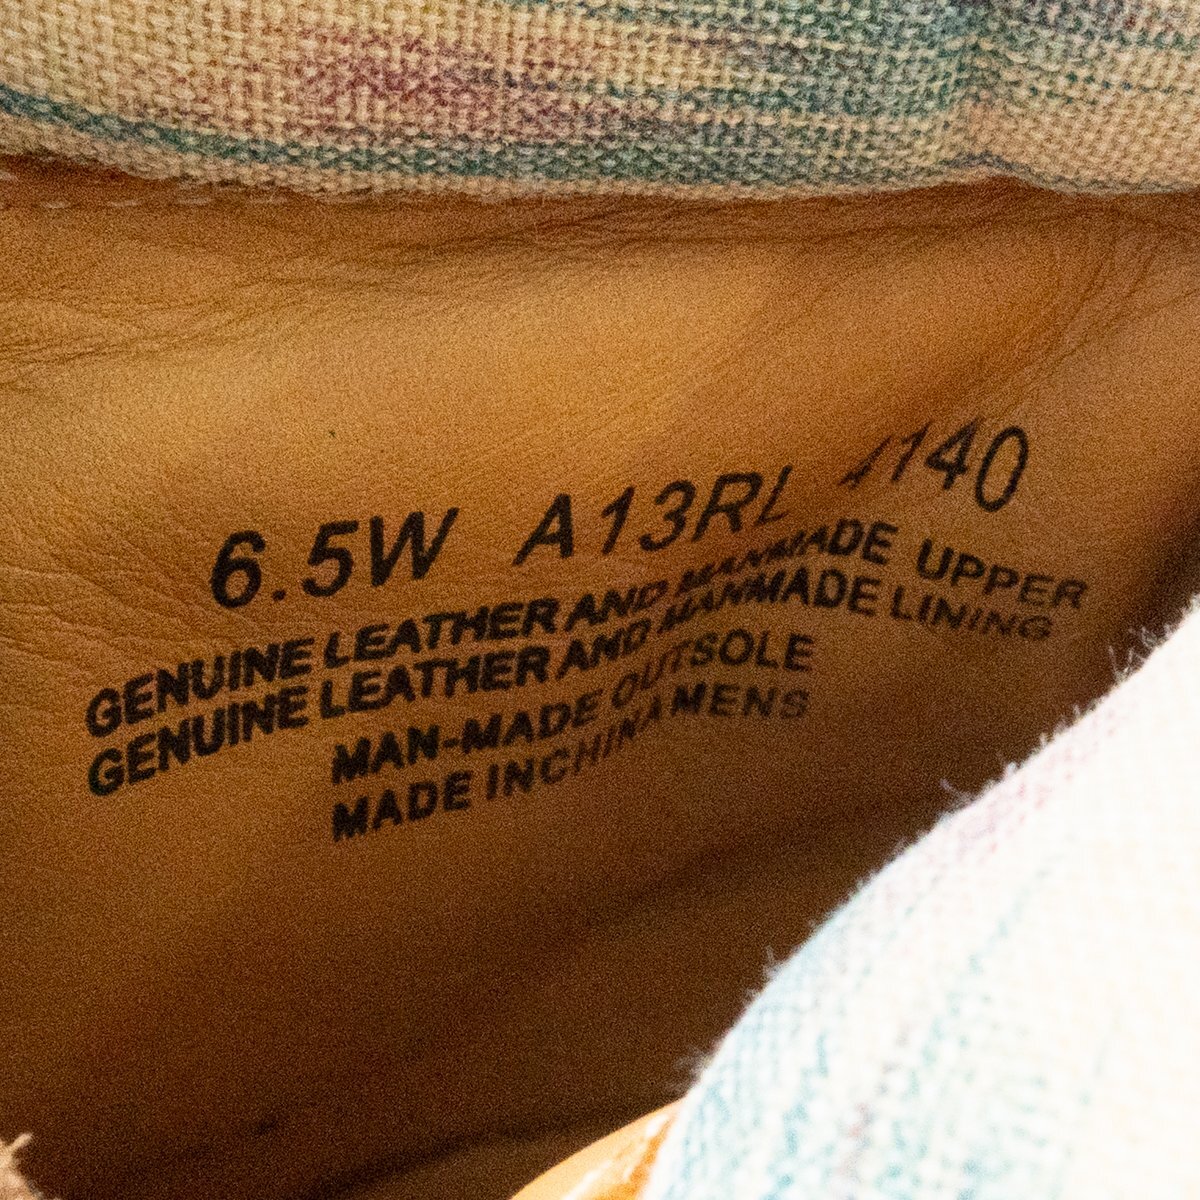 6.5W A13RL 1140
GENUINE LEATHER AND MANMADE UPPER
GENUINE LEATHER AND MANMADE LINING
MAN-MADE OUTSOLE
MADE IN CHINA MENS